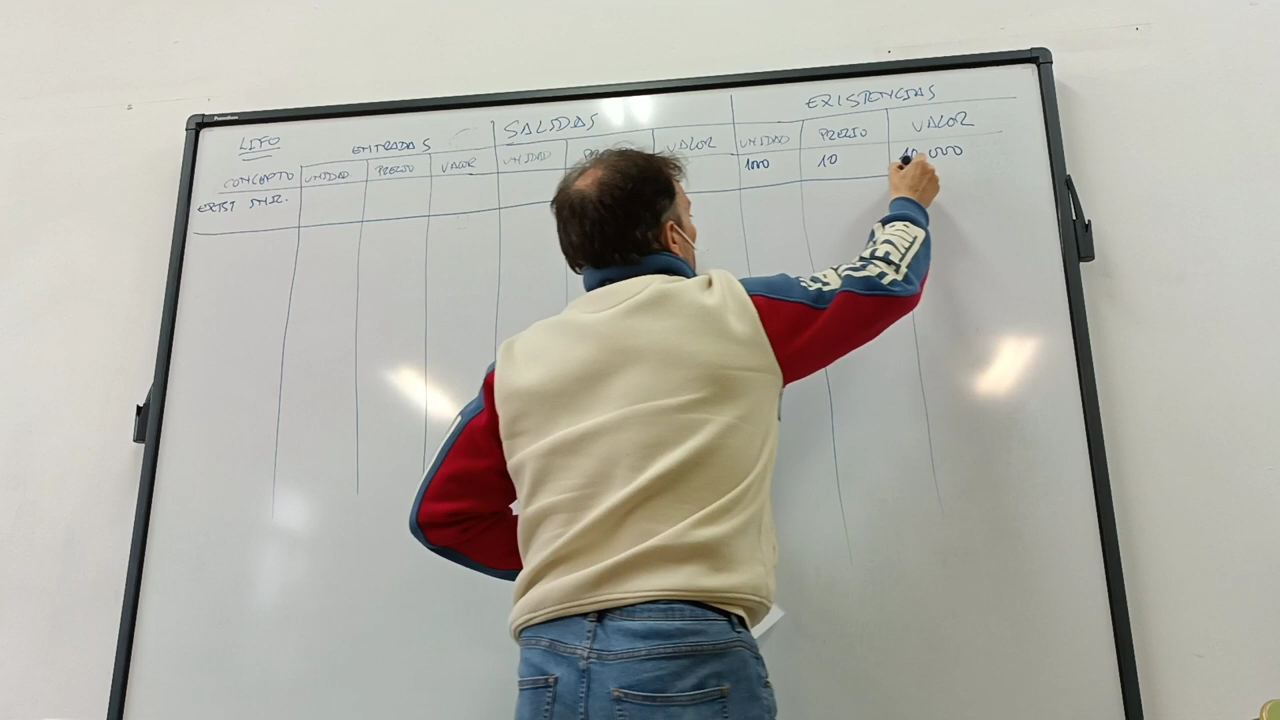 LIFO
ENTRADAS SALIDAS EXISTENCIAS
CONCEPTO UNIDAD PRECIO VALOR UNIDAD VALOR UNIDAD PRECIO VALOR
EXIST INIC. 1000 10 10.000